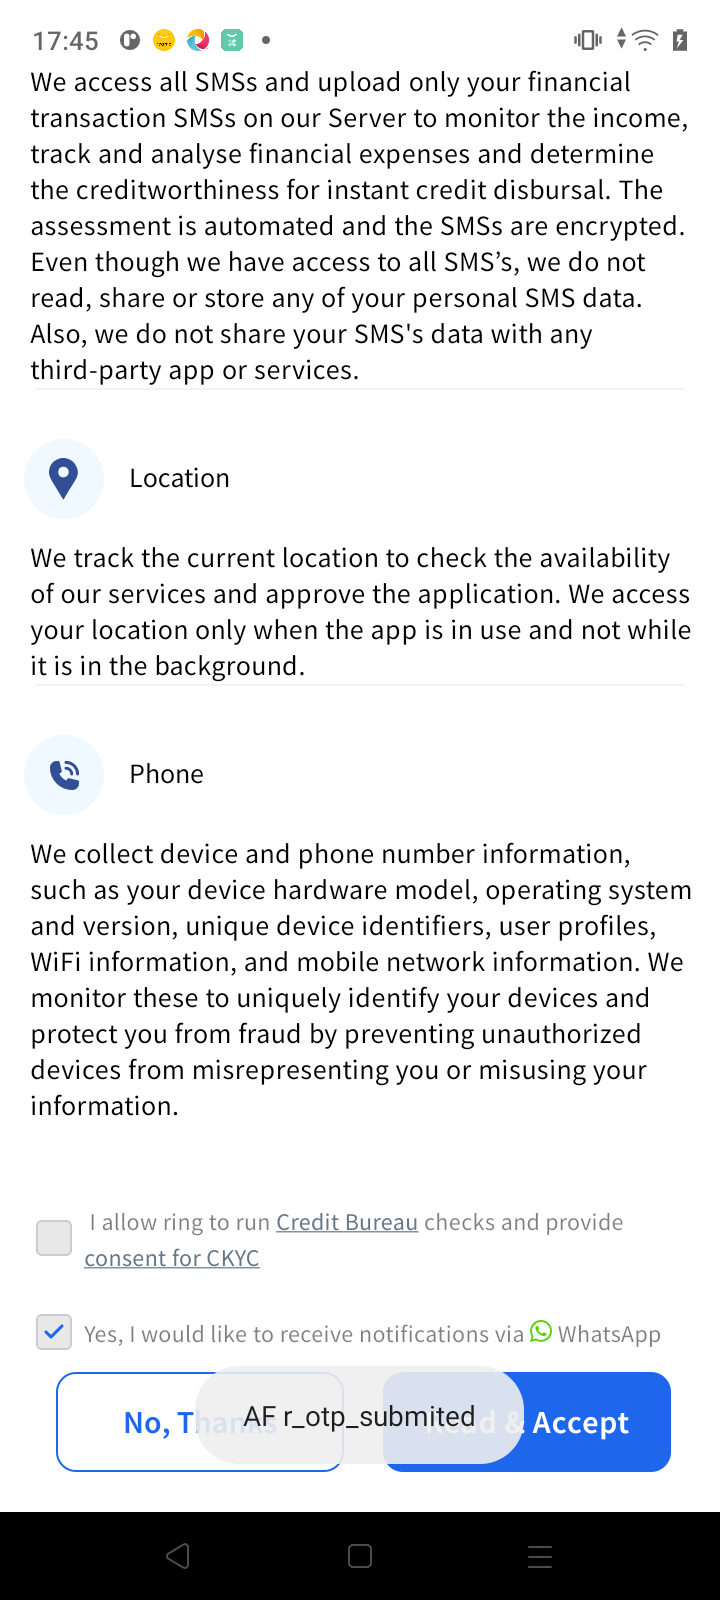 17:45
We access all SMSs and upload only your financial
transaction SMSs on our Server to monitor the income,
track and analyse financial expenses and determine
the creditworthiness for instant credit disbursal. The
assessment is automated and the SMSs are encrypted.
Even though we have access to all SMS’s, we do not
read, share or store any of your personal SMS data.
Also, we do not share your SMS's data with any
third-party app or services.
Location
We track the current location to check the availability
of our services and approve the application. We access
your location only when the app is in use and not while
it is in the background.
Phone
We collect device and phone number information,
such as your device hardware model, operating system
and version, unique device identifiers, user profiles,
WiFi information, and mobile network information. We
monitor these to uniquely identify your devices and
protect you from fraud by preventing unauthorized
devices from misrepresenting you or misusing your
information.
I allow ring to run Credit Bureau checks and provide
consent for CKYC
Yes, I would like to receive notifications via WhatsApp
No, Thanks
AF r_otp_submited
Read & Accept